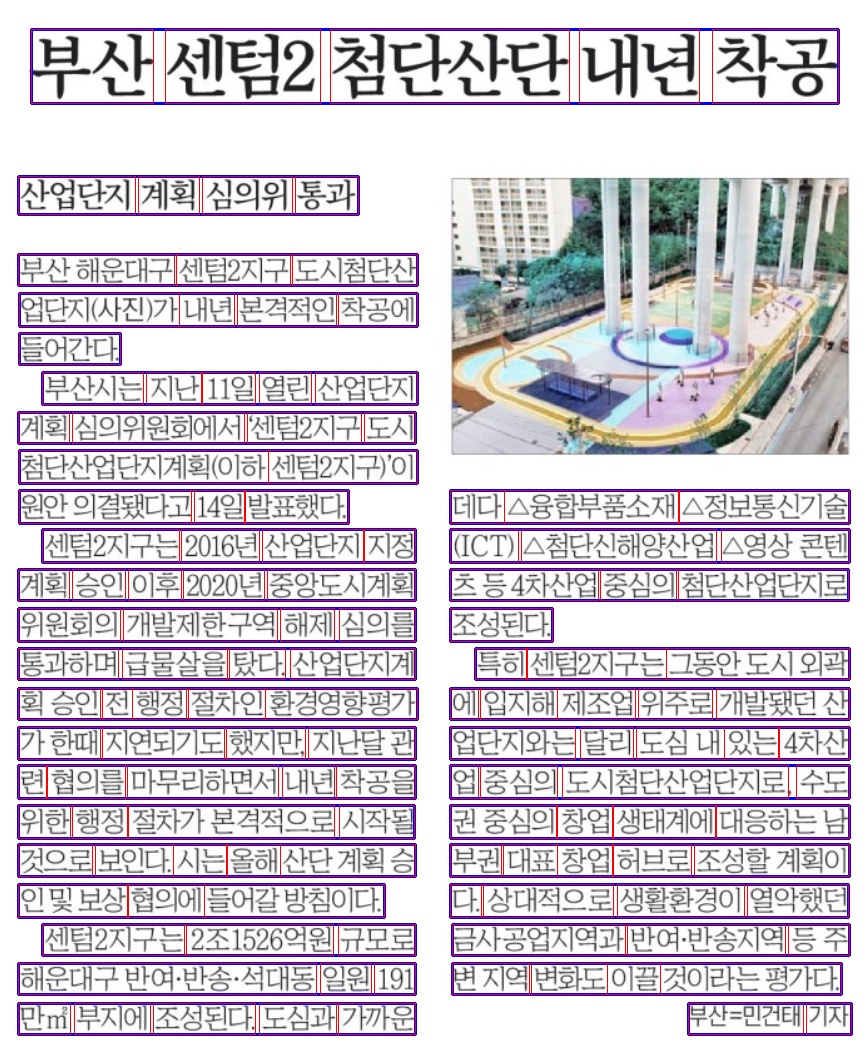 부산 센텀2 첨단산단 내년 착공
산업단지 계획 심의위 통과
부산 해운대구 센텀2지구 도시첨단산
업단지(사진)가 내년 본격적인 착공에
들어간다.
부산시는 지난 11일 열린 산업단지
계획 심의위원회에서 ‘센텀2지구 도시
첨단산업단지계획(이하 센텀2지구)’이
원안 의결됐다고 14일 발표했다.
센텀2지구는 2016년 산업단지 지정
계획 승인 이후 2020년 중앙도시계획
위원회의 개발제한구역 해제 심의를
통과하며 급물살을 탔다. 산업단지계
획 승인 전 행정 절차인 환경영향평가
가 한때 지연되기도 했지만, 지난달 관
련 협의를 마무리하면서 내년 착공을
위한 행정 절차가 본격적으로 시작될
것으로 보인다. 시는 올해 산단 계획 승
인 및 보상 협의에 들어갈 방침이다.
센텀2지구는 2조1526억원 규모로
해운대구 반여·반송·석대동 일원 191
만㎡ 부지에 조성된다. 도심과 가까운
데다 △융합부품소재 △정보통신기술
(ICT) △첨단신해양산업 △영상 콘텐
츠 등 4차산업 중심의 첨단산업단지로
조성된다.
특히 센텀2지구는 그동안 도시 외곽
에 입지해 제조업 위주로 개발됐던 산
업단지와는 달리 도심 내 있는 4차산
업 중심의 도시첨단산업단지로, 수도
권 중심의 창업 생태계에 대응하는 남
부권 대표 창업 허브로 조성할 계획이
다. 상대적으로 생활환경이 열악했던
금사공업지역과 반여·반송지역 등 주
변 지역 변화도 이끌 것이라는 평가다.
부산=민건태 기자